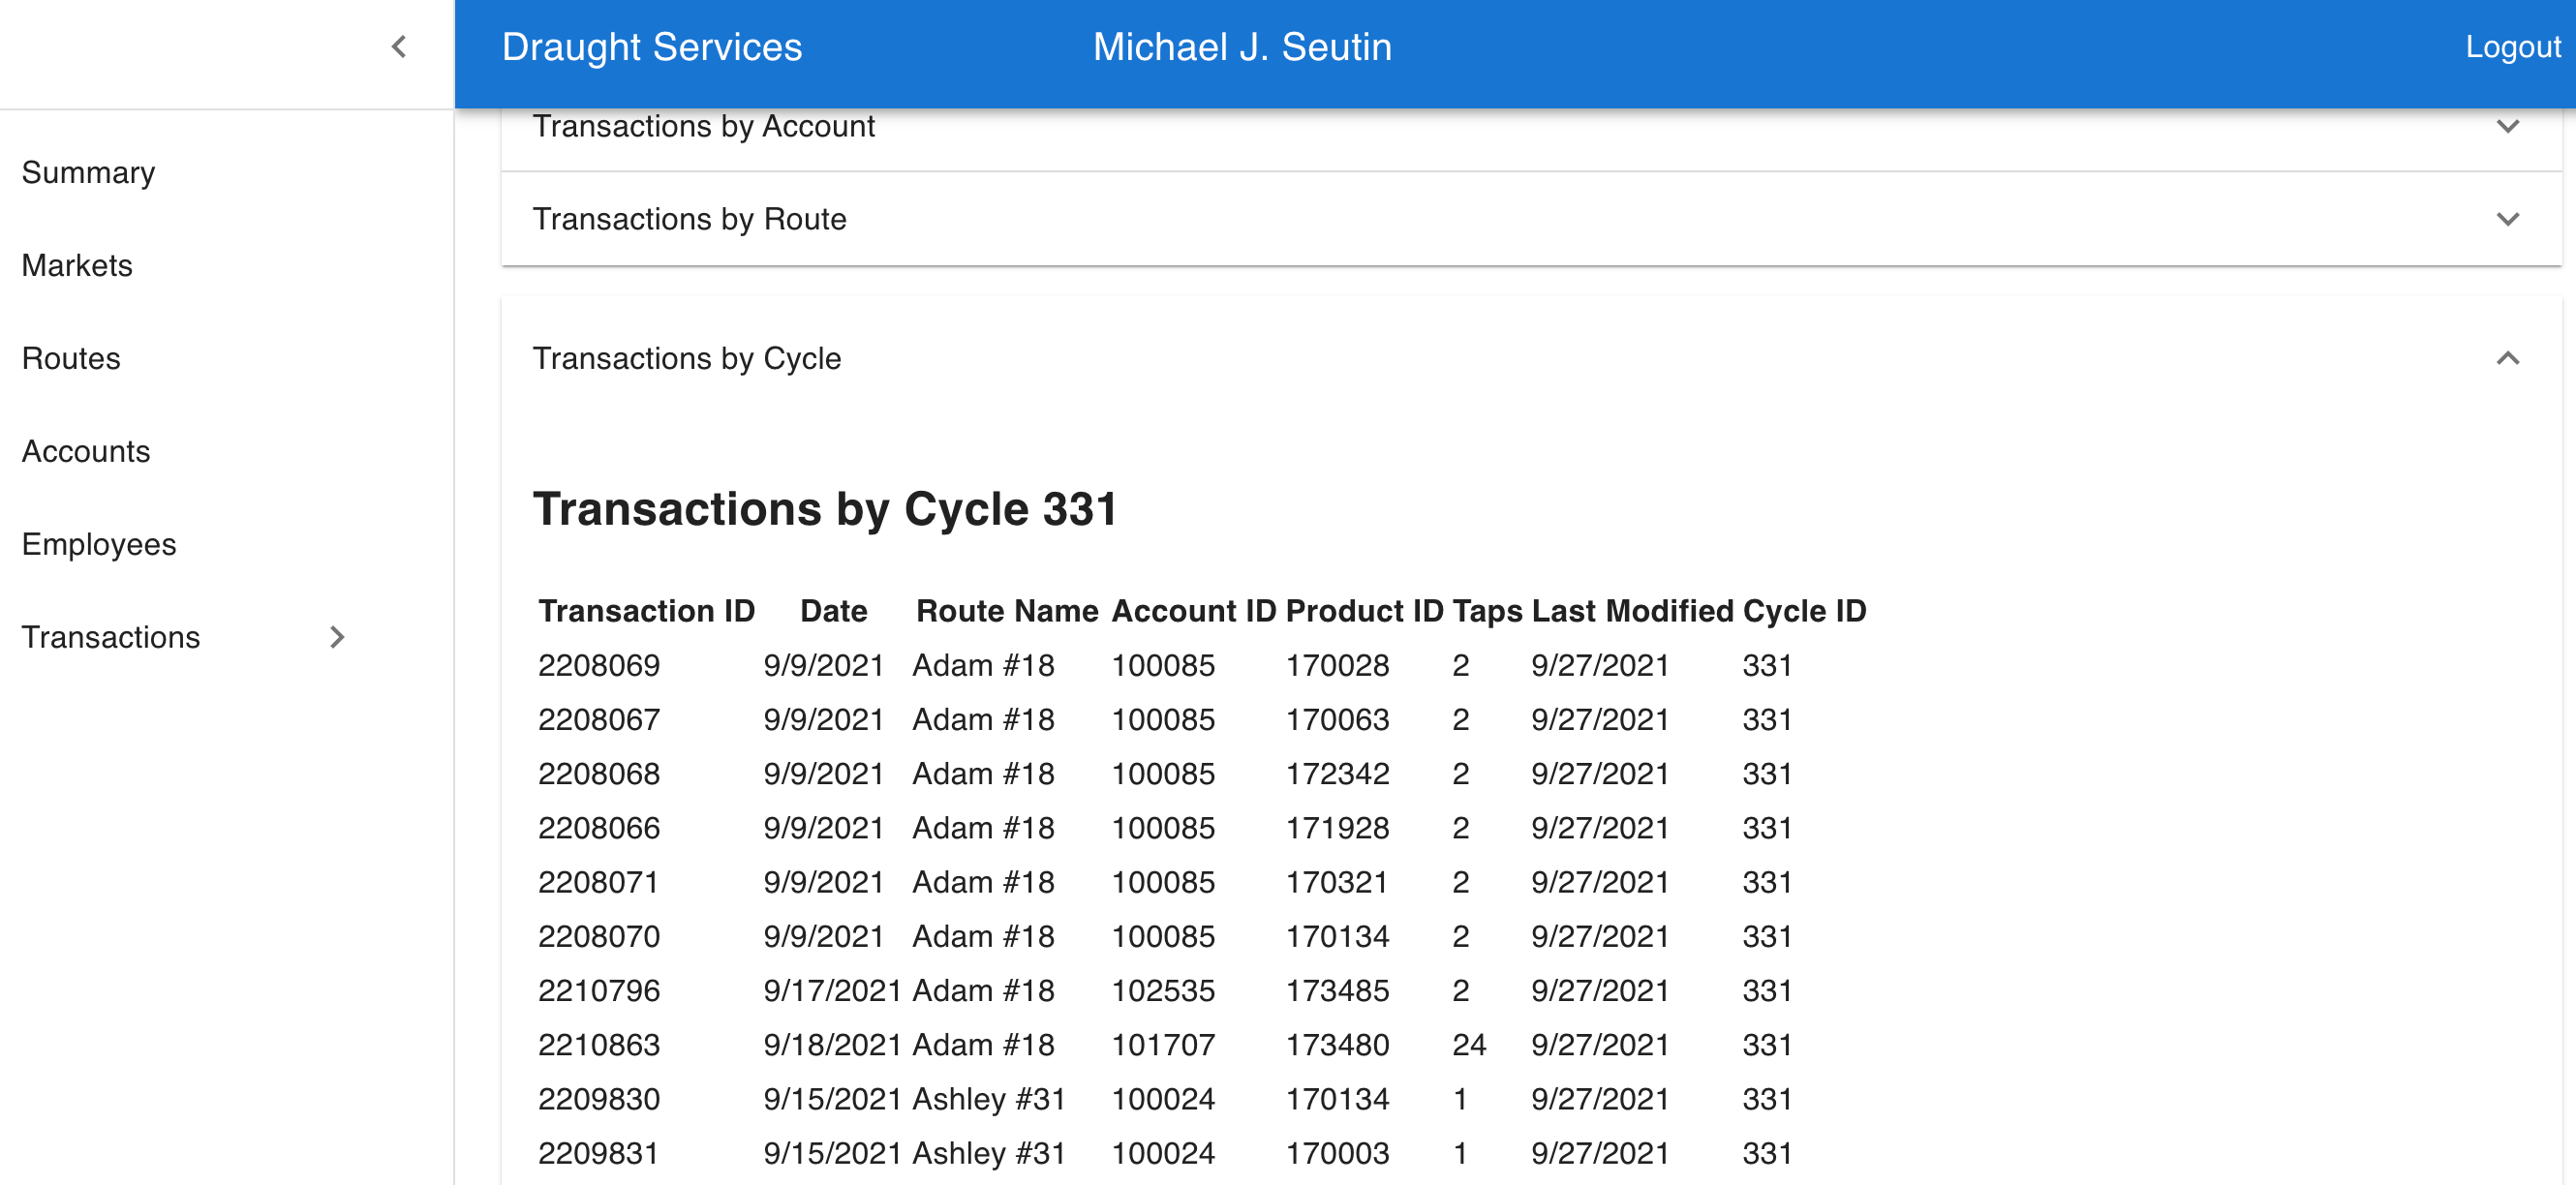 Draught Services Michael J. Seutin Logout
Summary
Markets
Routes
Accounts
Employees
Transactions
Transactions by Account
Transactions by Route
Transactions by Cycle
Transactions by Cycle 331
Transaction ID Date Route Name Account ID Product ID Taps Last Modified Cycle ID
2208069 9/9/2021 Adam #18 100085 170028 2 9/27/2021 331
2208067 9/9/2021 Adam #18 100085 170063 2 9/27/2021 331
2208068 9/9/2021 Adam #18 100085 172342 2 9/27/2021 331
2208066 9/9/2021 Adam #18 100085 171928 2 9/27/2021 331
2208071 9/9/2021 Adam #18 100085 170321 2 9/27/2021 331
2208070 9/9/2021 Adam #18 100085 170134 2 9/27/2021 331
2210796 9/17/2021 Adam #18 102535 173485 2 9/27/2021 331
2210863 9/18/2021 Adam #18 101707 173480 24 9/27/2021 331
2209830 9/15/2021 Ashley #31 100024 170134 1 9/27/2021 331
2209831 9/15/2021 Ashley #31 100024 170003 1 9/27/2021 331